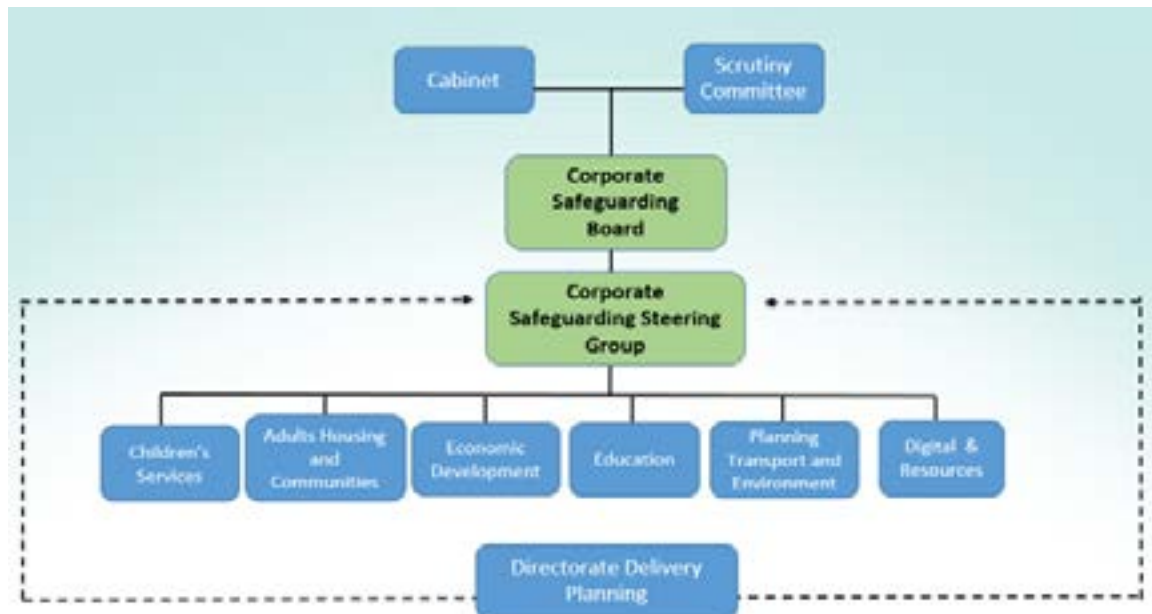 Cabinet
Scrutiny
Committee
Corporate
Safeguarding
Board
Corporate
Safeguarding Steering
Group
Children's
Services
Adults Housing
and
Communities
Economic
Development
Education
Planning
Transport and
Environment
Digital &
Resources
Directorate Delivery
Planning